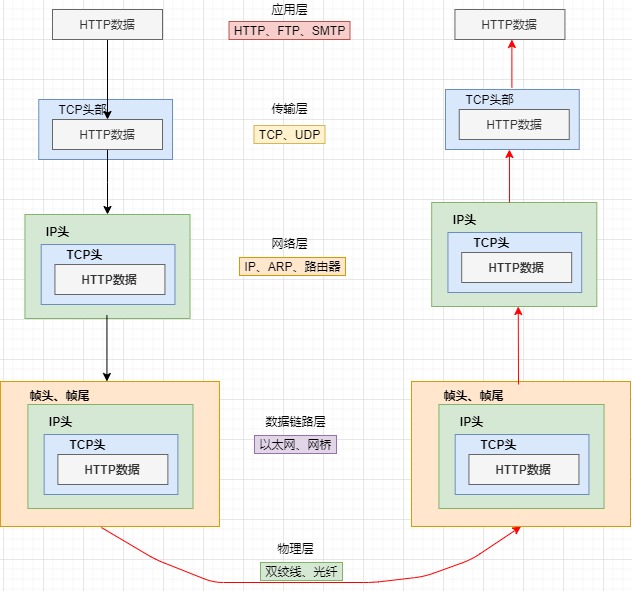 HTTP数据
应用层
HTTP、FTP、SMTP
HTTP数据
TCP头部
HTTP数据
传输层
TCP、UDP
TCP头部
HTTP数据
IP头
TCP头
HTTP数据
网络层
IP、ARP、路由器
IP头
TCP头
HTTP数据
帧头、帧尾
IP头
TCP头
HTTP数据
数据链路层
以太网、网桥
帧头、帧尾
IP头
TCP头
HTTP数据
物理层
双绞线、光纤